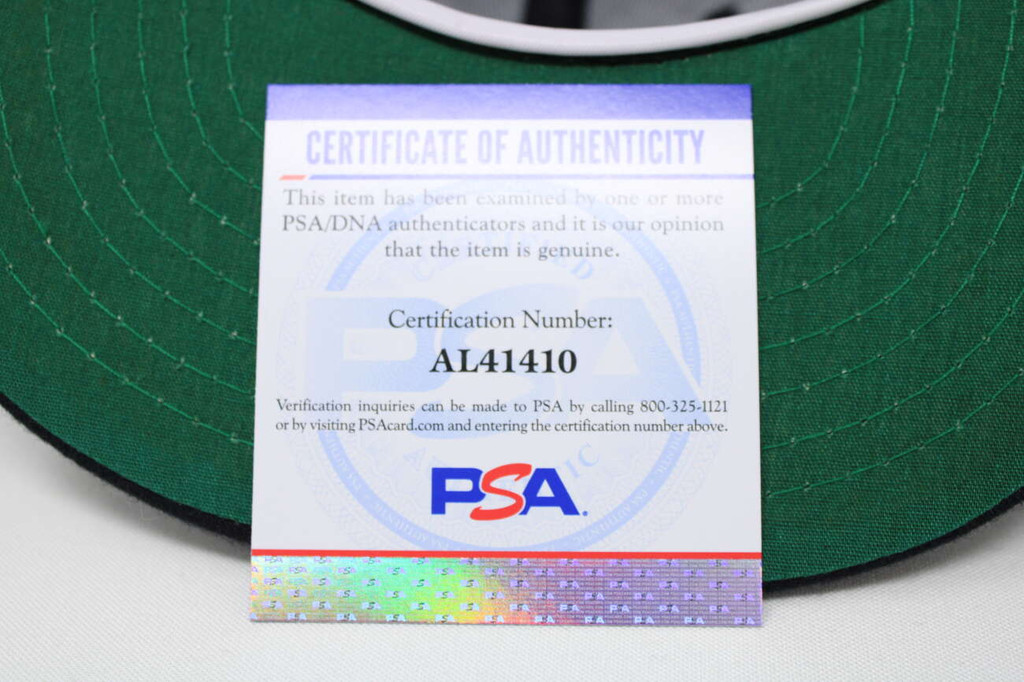 CERTIFICATE OF AUTHENTICITY
This item has been examined by one or more
PSA/DNA authenticators and it is our opinion
that the item is genuine.
Certification Number:
AL41410
Verification inquiries can be made to PSA by calling 800-325-1121
or by visiting PSAcard.com and entering the certification number above.
PSA